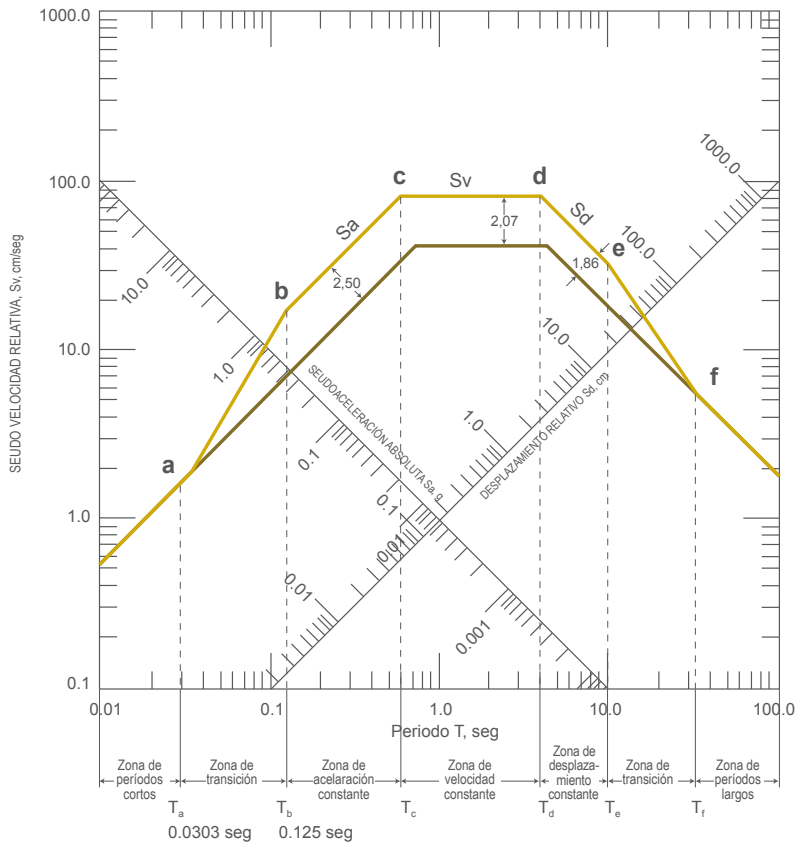 1000.0
100.0
10.0
1.0
0.1
SEUDO VELOCIDAD RELATIVA, Sv, cm/seg
0.01
0.1
1.0
10.0
100.0
Periodo T, seg
a
b
c
d
e
f
Sa
Sv
Sd
2,50
2,07
1,86
10.0
1.0
0.1
0.1
0.01
0.001
SEUDOACELERACIÓN ABSOLUTA Sa, g
0.01
1.0
10.0
100.0
1000.0
DESPLAZAMIENTO RELATIVO Sd, cm
Zona de
períodos
cortos
Zona de
transición
Zona de
acelaración
constante
Zona de
velocidad
constante
Zona de
desplaza-
miento
constante
Zona de
transición
Zona de
períodos
largos
Ta
Tb
Tc
Td
Te
Tf
0.0303 seg
0.125 seg